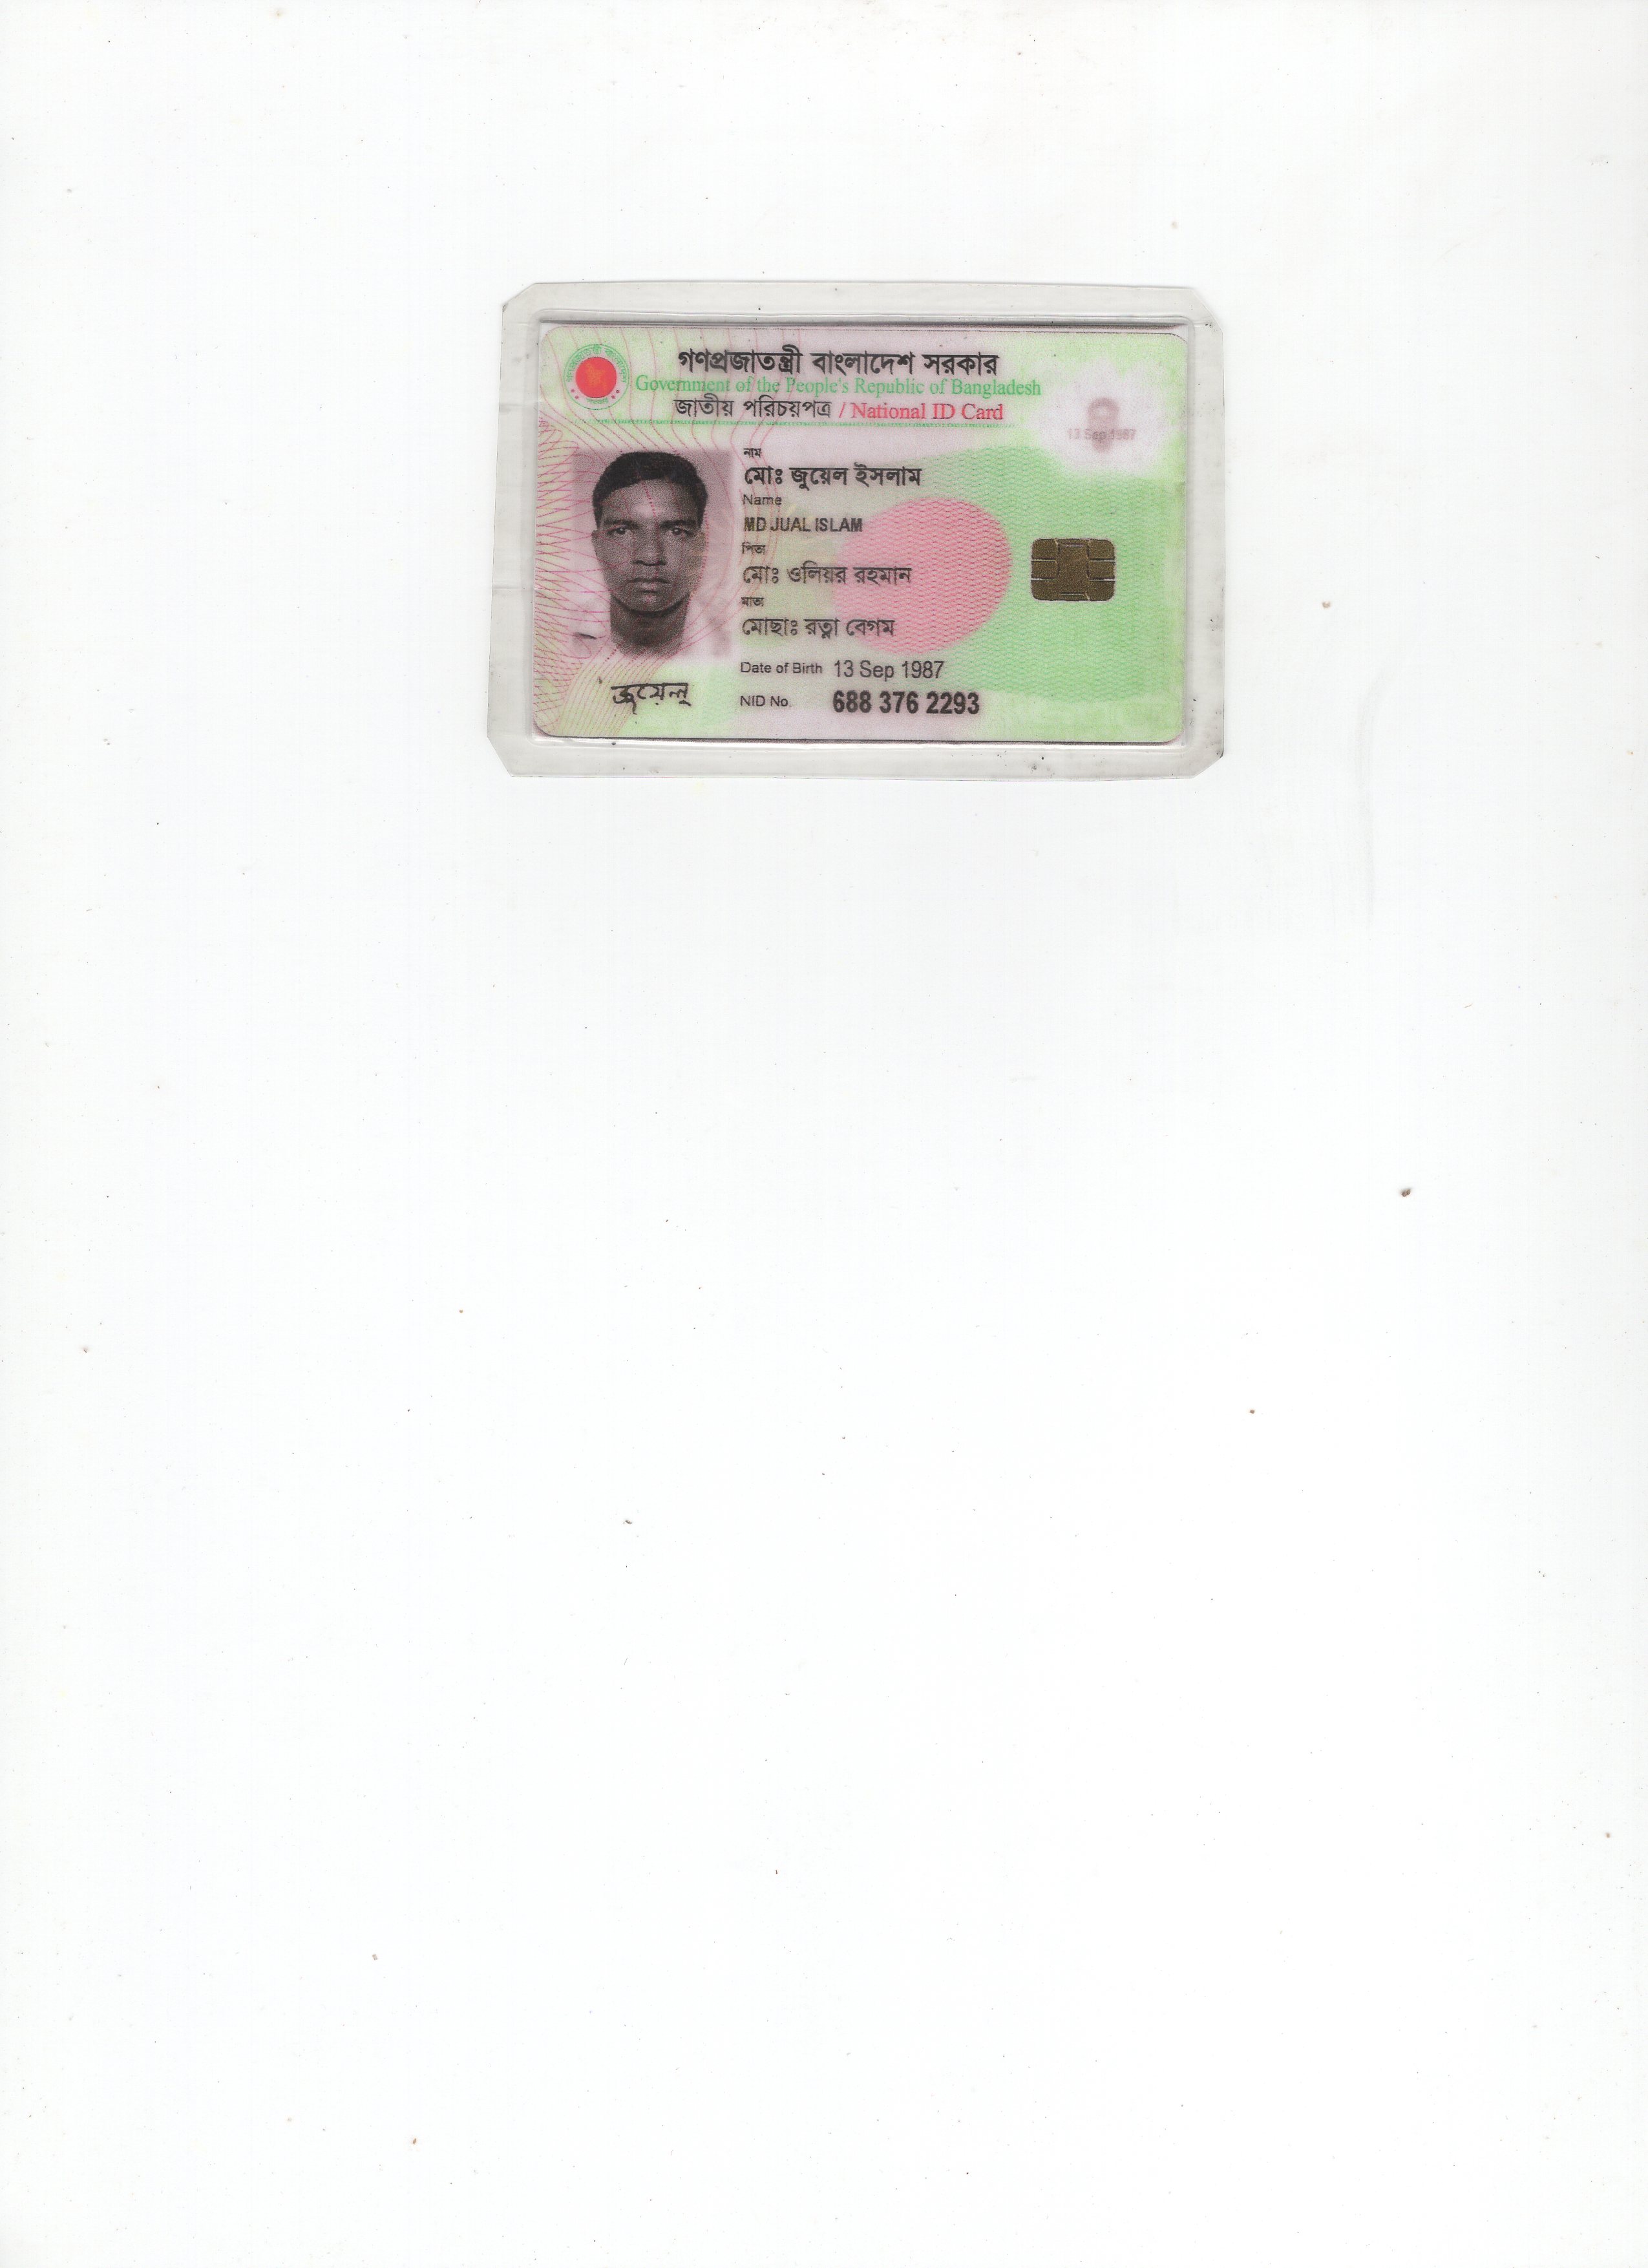 গণপ্রজাতন্ত্রী বাংলাদেশ সরকার
Government of the People's Republic of Bangladesh
জাতীয় পরিচয়পত্র / National ID Card
13 Sep 1987
নাম
মোঃ জুয়েল ইসলাম
Name
MD JUAL ISLAM
পিতা
মোঃ ওলিয়র রহমান
মাতা
মোছাঃ রত্না বেগম
Date of Birth 13 Sep 1987
জুয়েল
NID No. 688 376 2293